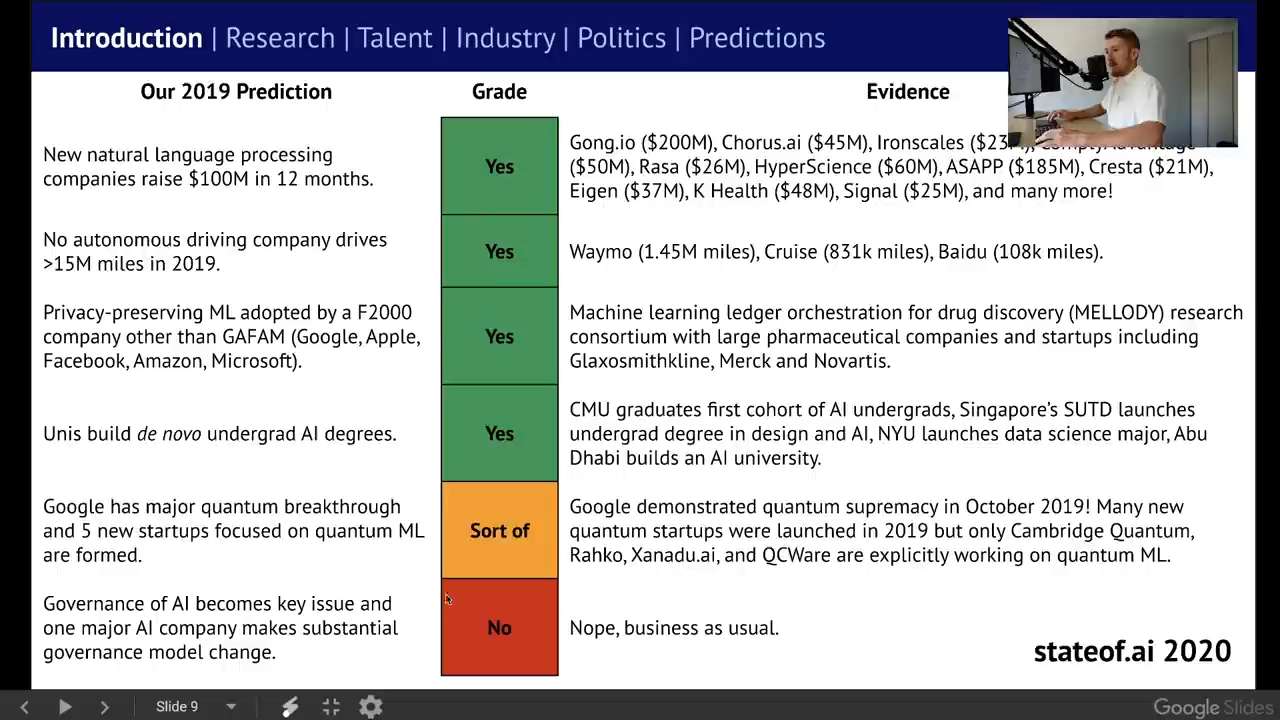 Introduction | Research | Talent | Industry | Politics | Predictions
Our 2019 Prediction
Grade
Evidence
New natural language processing
companies raise $100M in 12 months.
Yes
Gong.io ($200M), Chorus.ai ($45M), Ironscales ($23
($50M), Rasa ($26M), HyperScience ($60M), ASAPP ($185M), Cresta ($21M),
Eigen ($37M), K Health ($48M), Signal ($25M), and many more!
No autonomous driving company drives
>15M miles in 2019.
Yes
Waymo (1.45M miles), Cruise (831k miles), Baidu (108k miles).
Privacy-preserving ML adopted by a F2000
company other than GAFAM (Google, Apple,
Facebook, Amazon, Microsoft).
Yes
Machine learning ledger orchestration for drug discovery (MELLODY) research
consortium with large pharmaceutical companies and startups including
Glaxosmithkline, Merck and Novartis.
Unis build de novo undergrad AI degrees.
Yes
CMU graduates first cohort of AI undergrads, Singapore's SUTD launches
undergrad degree in design and AI, NYU launches data science major, Abu
Dhabi builds an AI university.
Google has major quantum breakthrough
and 5 new startups focused on quantum ML
are formed.
Sort of
Google demonstrated quantum supremacy in October 2019! Many new
quantum startups were launched in 2019 but only Cambridge Quantum,
Rahko, Xanadu.ai, and QCWare are explicitly working on quantum ML.
Governance of AI becomes key issue and
one major AI company makes substantial
governance model change.
No
Nope, business as usual.
stateof.ai 2020
Slide 9
Google Slides